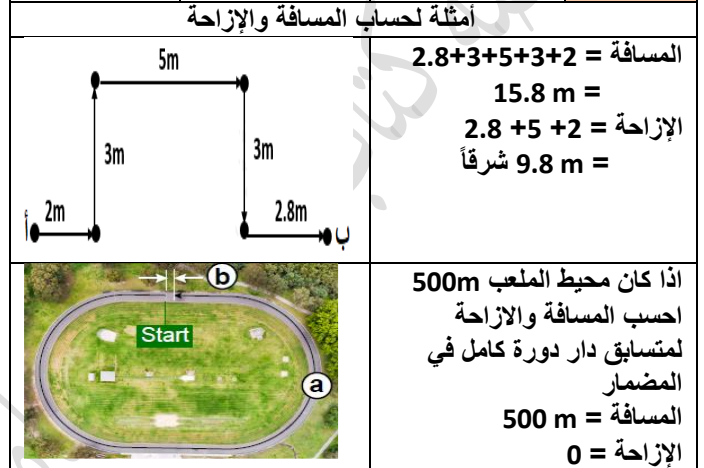 أمثلة لحساب المسافة والإزاحة
المسافة = 2+3+5+3+2.8
= 15.8 m
الإزاحة = 2+ 5+ 2.8
= 9.8 m شرقاً
5m
3m
3m
2m
2.8m
أ
ب
اذا كان محيط الملعب 500m
احسب المسافة والازاحة
لمتسابق دار دورة كامل في
المضمار
المسافة = 500 m
الإزاحة = 0
b
Start
a